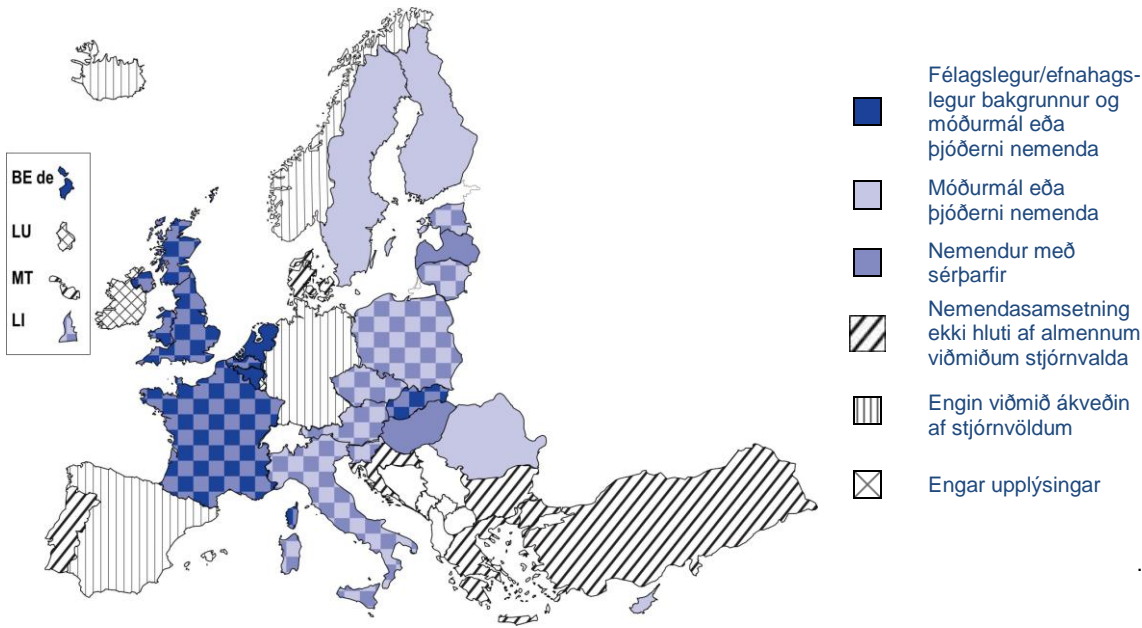 BE de
LU
MT
LI
Félagslegur/efnahags-
legur bakgrunnur og
móðurmál eða
þjóðerni nemenda
Móðurmál eða
þjóðerni nemenda
Nemendur með
sérþarfir
Nemendasamsetning
ekki hluti af almennum
viðmiðum stjórnvalda
Engin viðmið ákveðin
af stjórnvöldum
Engar upplýsingar
.